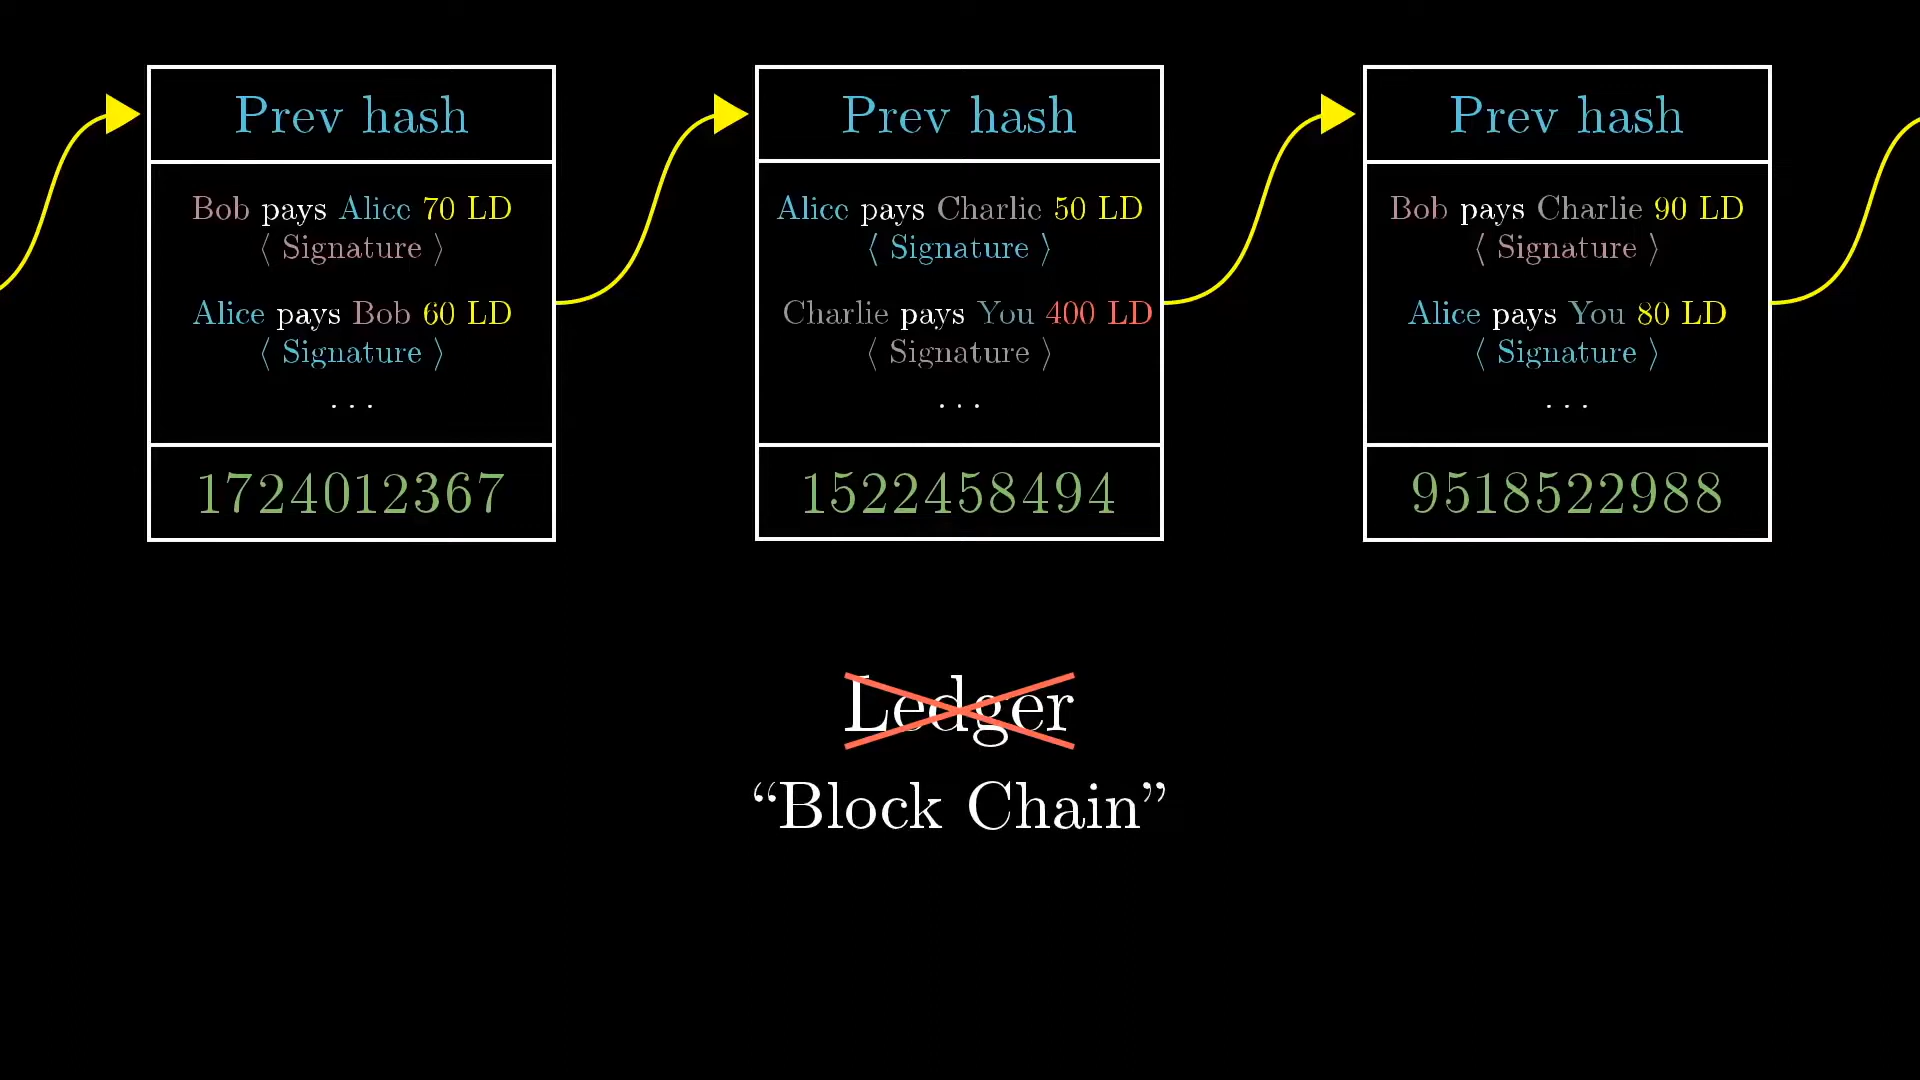 Prev hash
Bob pays Alice 70 LD
⟨ Signature ⟩
Alice pays Bob 60 LD
⟨ Signature ⟩
...
1724012367
Prev hash
Alice pays Charlie 50 LD
⟨ Signature ⟩
Charlie pays You 400 LD
⟨ Signature ⟩
...
1522458494
Prev hash
Bob pays Charlie 90 LD
⟨ Signature ⟩
Alice pays You 80 LD
⟨ Signature ⟩
...
9518522988
Ledger
“Block Chain”